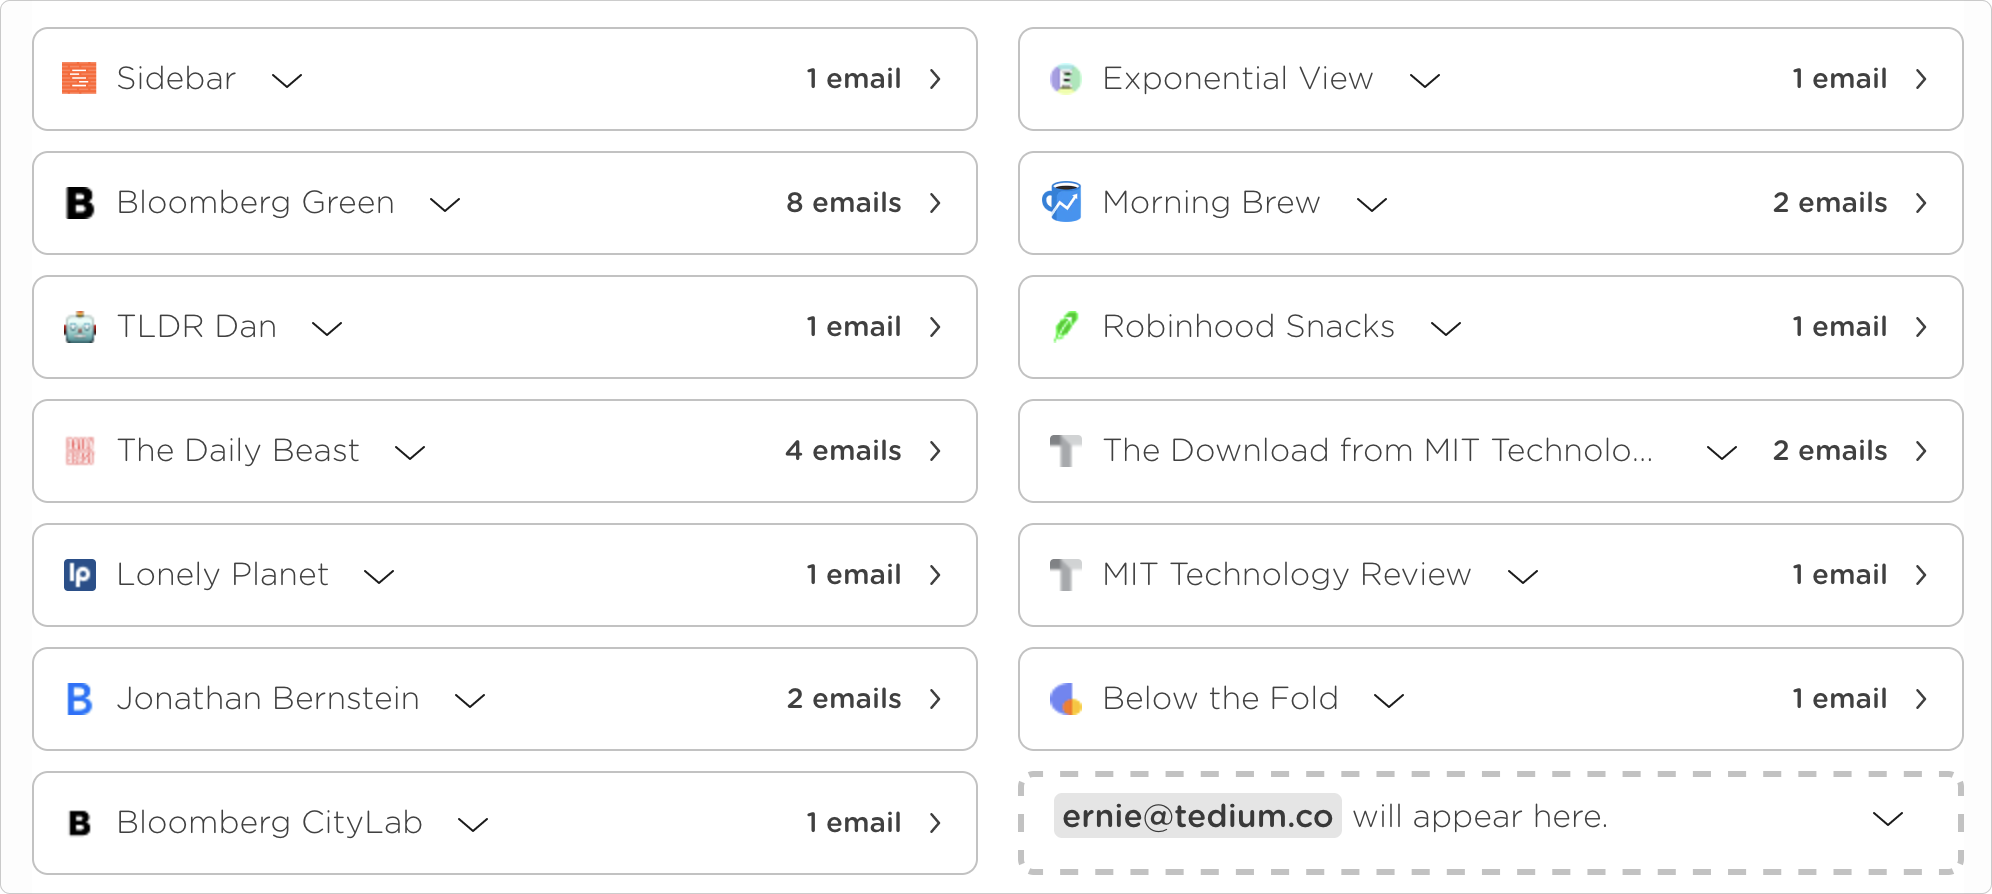 Sidebar 1 email
Exponential View 1 email
Bloomberg Green 8 emails
Morning Brew 2 emails
TLDR Dan 1 email
Robinhood Snacks 1 email
The Daily Beast 4 emails
The Download from MIT Technolo... 2 emails
lp Lonely Planet 1 email
MIT Technology Review 1 email
B Jonathan Bernstein 2 emails
Below the Fold 1 email
B Bloomberg CityLab 1 email
ernie@tedium.co will appear here.